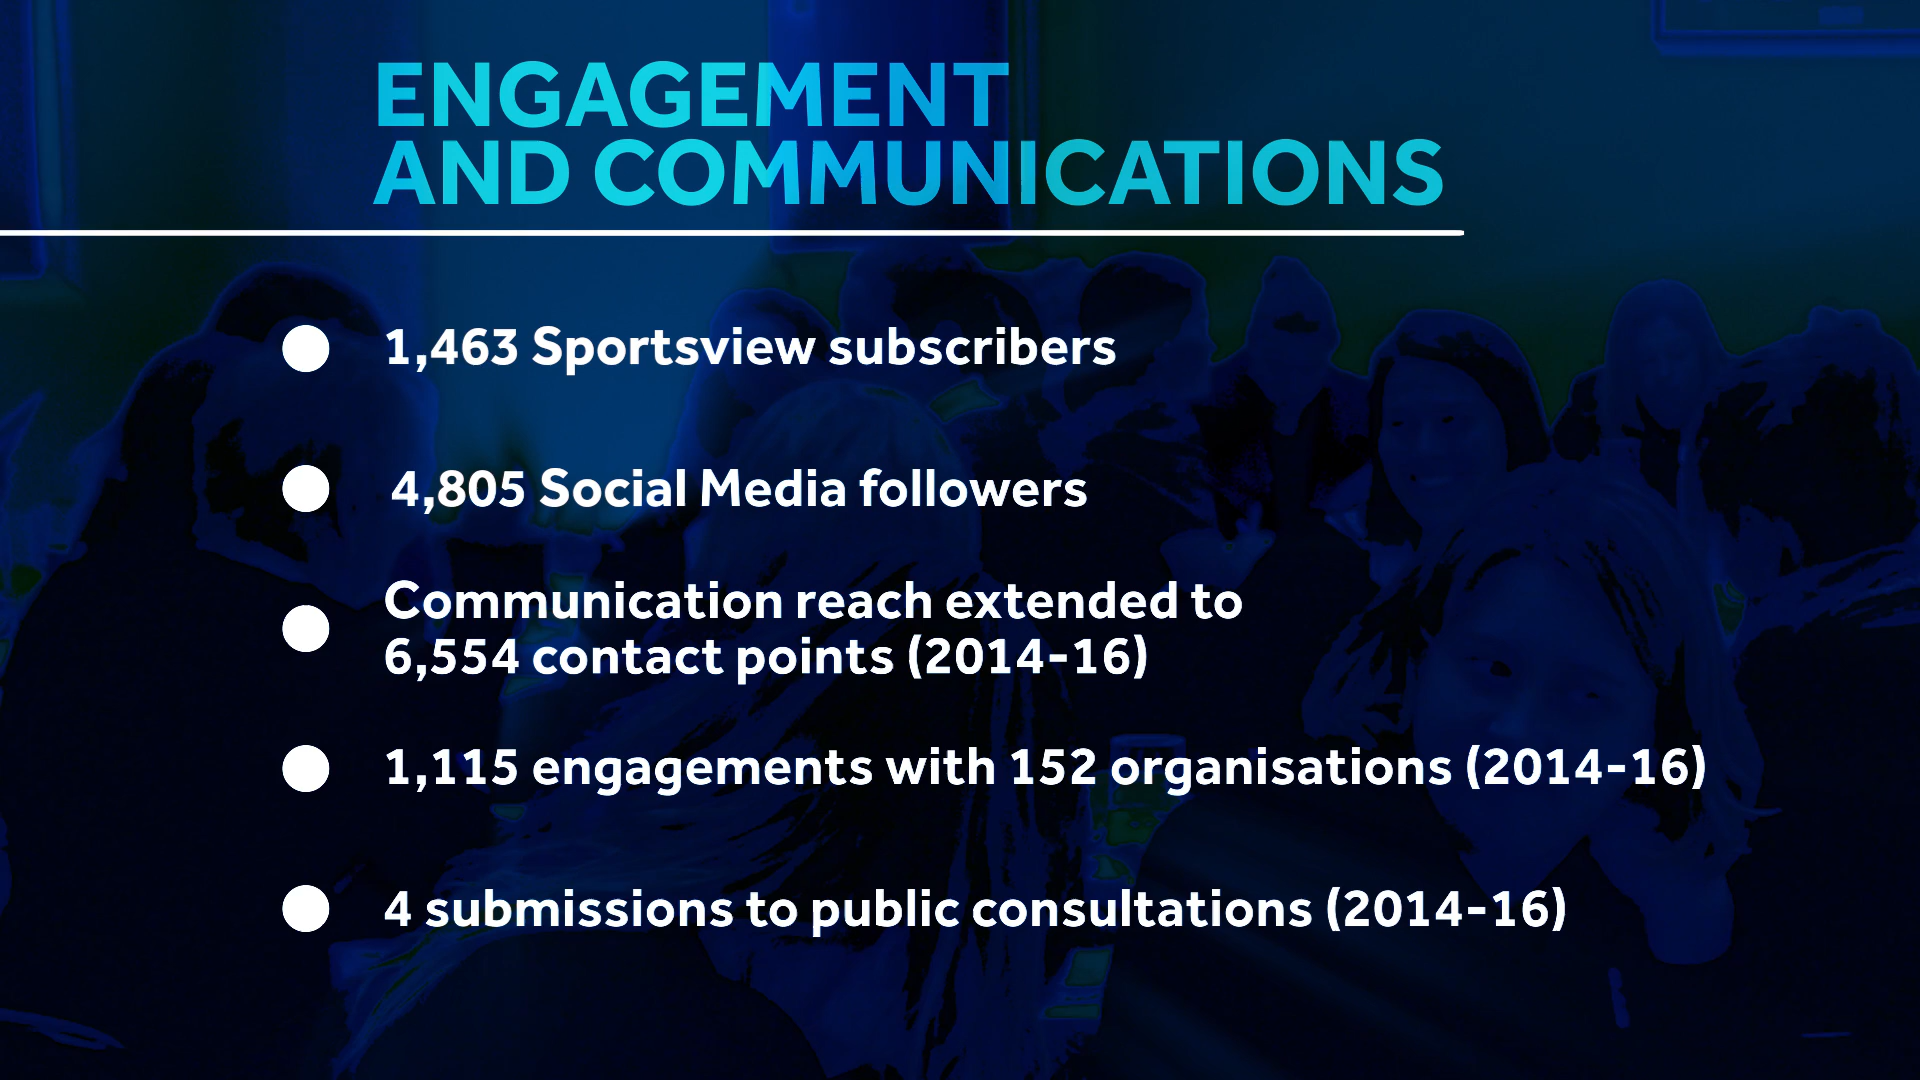 ENGAGEMENT
AND COMMUNICATIONS
1,463 Sportsview subscribers
4,805 Social Media followers
Communication reach extended to
6,554 contact points (2014-16)
1,115 engagements with 152 organisations (2014-16)
4 submissions to public consultations (2014-16)